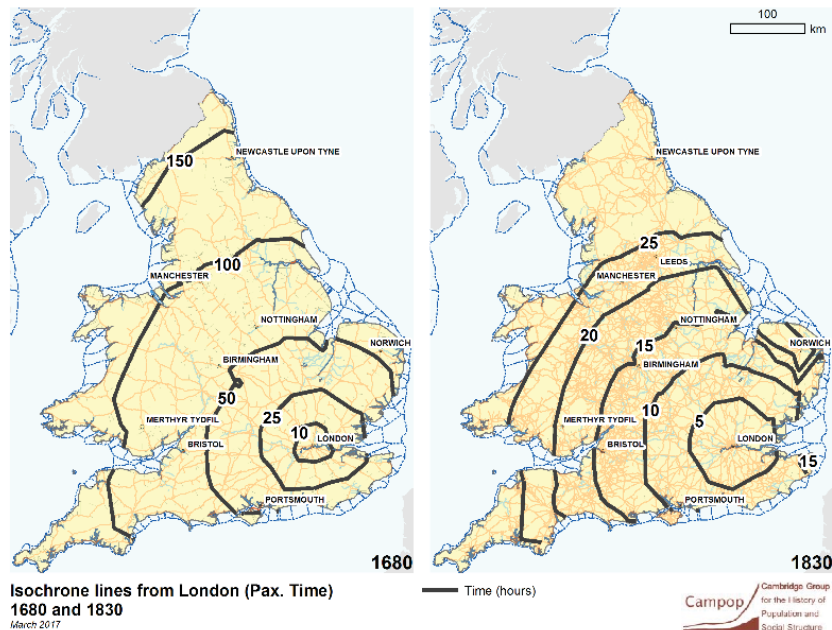 150
NEWCASTLE UPON TYNE
100
MANCHESTER
NOTTINGHAM
NORWICH
BIRMINGHAM
50
25
MERTHYR TYDFIL
10
LONDON
BRISTOL
PORTSMOUTH
1680
100
km
NEWCASTLE UPON TYNE
25
LEEDS
MANCHESTER
20
NOTTINGHAM
15
NORWICH
BIRMINGHAM
10
5
MERTHYR TYDFIL
LONDON
BRISTOL
15
PORTSMOUTH
1830
Isochrone lines from London (Pax. Time)
1680 and 1830
March 2017
Time (hours)
Campop
Cambridge Group
for the History of
Population and
Social Structure